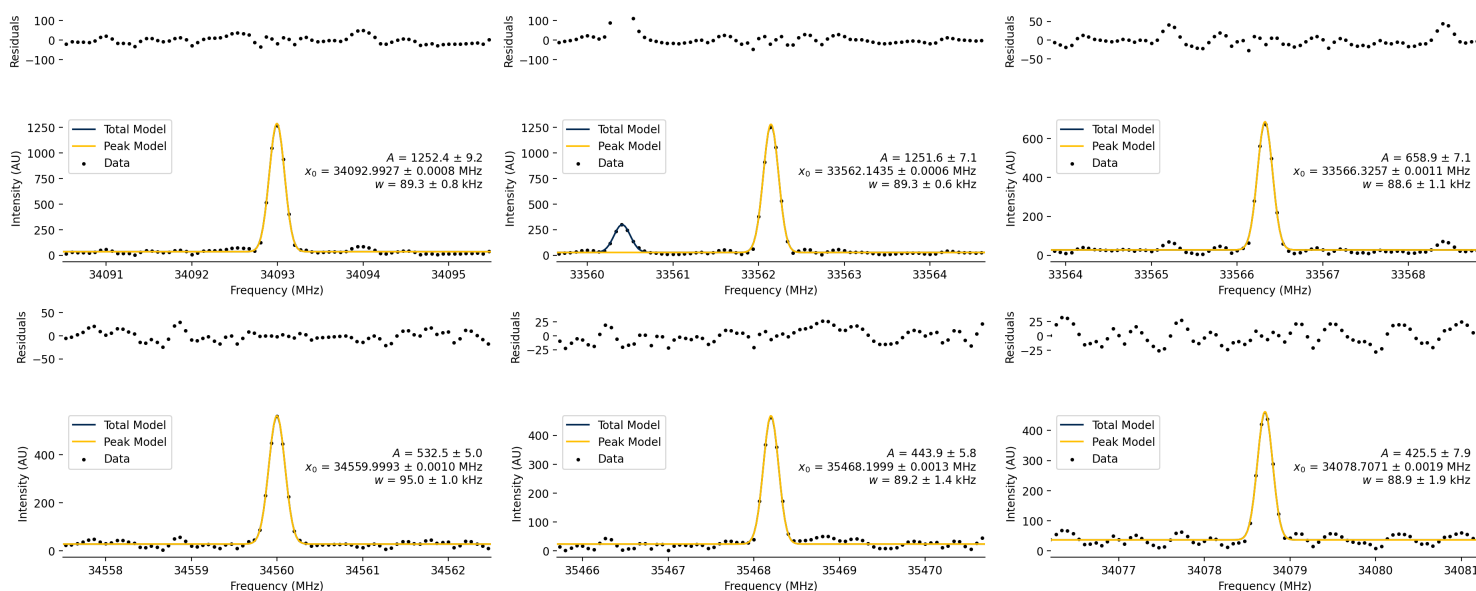 100
0
−100
Residuals
1250
1000
750
500
250
0
Intensity (AU)
Total Model
Peak Model
Data
A = 1252.4 ± 9.2
x₀ = 34092.9927 ± 0.0008 MHz
w = 89.3 ± 0.8 kHz
34091 34092 34093 34094 34095
Frequency (MHz)
100
0
−100
Residuals
1250
1000
750
500
250
0
Intensity (AU)
Total Model
Peak Model
Data
A = 1251.6 ± 7.1
x₀ = 33562.1435 ± 0.0006 MHz
w = 89.3 ± 0.6 kHz
33560 33561 33562 33563 33564
Frequency (MHz)
50
0
−50
Residuals
600
400
200
0
Intensity (AU)
Total Model
Peak Model
Data
A = 658.9 ± 7.1
x₀ = 33566.3257 ± 0.0011 MHz
w = 88.6 ± 1.1 kHz
33564 33565 33566 33567 33568
Frequency (MHz)
50
0
−50
Residuals
400
200
0
Intensity (AU)
Total Model
Peak Model
Data
A = 532.5 ± 5.0
x₀ = 34559.9993 ± 0.0010 MHz
w = 95.0 ± 1.0 kHz
34558 34559 34560 34561 34562
Frequency (MHz)
25
0
−25
Residuals
400
300
200
100
0
Intensity (AU)
Total Model
Peak Model
Data
A = 443.9 ± 5.8
x₀ = 35468.1999 ± 0.0013 MHz
w = 89.2 ± 1.4 kHz
35466 35467 35468 35469 35470
Frequency (MHz)
25
0
−25
Residuals
400
300
200
100
0
Intensity (AU)
Total Model
Peak Model
Data
A = 425.5 ± 7.9
x₀ = 34078.7071 ± 0.0019 MHz
w = 88.9 ± 1.9 kHz
34077 34078 34079 34080 34081
Frequency (MHz)